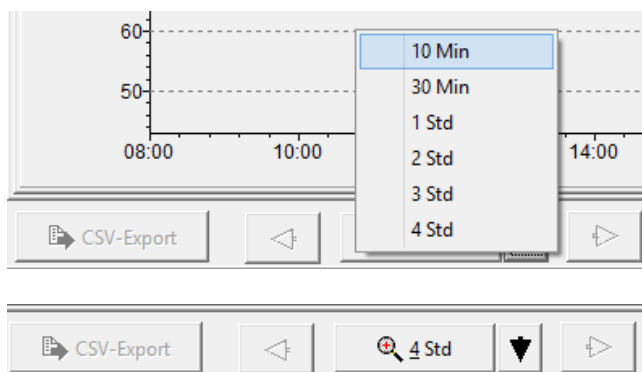 60
10 Min
30 Min
50
1 Std
2 Std
08:00 10:00 14:00
3 Std
4 Std
CSV-Export
CSV-Export 4 Std